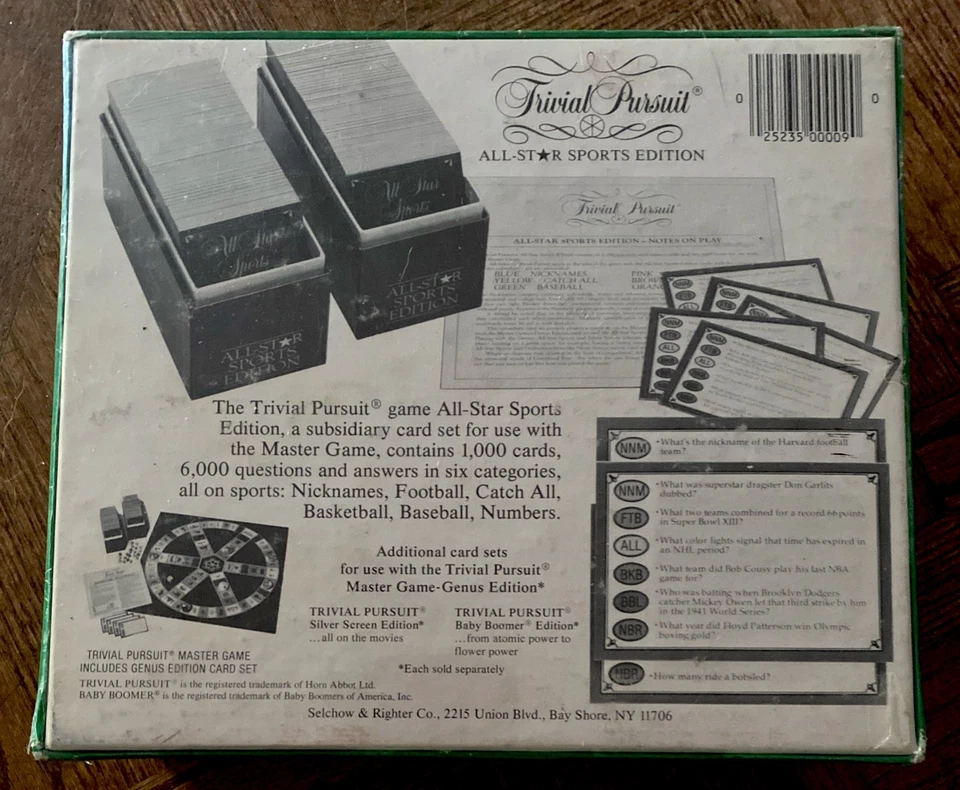 Trivial Pursuit®
ALL-ST★R SPORTS EDITION
0 25235 00009 0
All Star
Sports
All Star
Sports
ALL-ST★R
SPORTS
EDITION
ALL-ST★R
SPORTS
EDITION
Trivial Pursuit
ALL-STAR SPORTS EDITION – NOTES ON PLAY
BLUE NICKNAMES PINK
YELLOW CATCH ALL
GREEN BASEBALL
The Trivial Pursuit® game All-Star Sports
Edition, a subsidiary card set for use with
the Master Game, contains 1,000 cards,
6,000 questions and answers in six categories,
all on sports: Nicknames, Football, Catch All,
Basketball, Baseball, Numbers.
NNM •What's the nickname of the Harvard football
team?
NNM •What was superstar dragster Don Garlits
dubbed?
FTB •What two teams combined for a record 66 points
in Super Bowl XIII?
ALL •What color lights signal that time has expired in
an NHL period?
BKB •What team did Bob Cousy play his last NBA
game for?
BBL •Who was batting when Brooklyn Dodgers
catcher Mickey Owen let that third strike by him
in the 1941 World Series?
NBR •What year did Floyd Patterson win Olympic
boxing gold?
NBR •How many ride a bobsled?
Additional card sets
for use with the Trivial Pursuit®
Master Game-Genus Edition*
TRIVIAL PURSUIT®
Silver Screen Edition*
...all on the movies
TRIVIAL PURSUIT®
Baby Boomer® Edition*
...from atomic power to
flower power
*Each sold separately
TRIVIAL PURSUIT® MASTER GAME
INCLUDES GENUS EDITION CARD SET
TRIVIAL PURSUIT® is the registered trademark of Horn Abbot Ltd.
BABY BOOMER® is the registered trademark of Baby Boomers of America, Inc.
Selchow & Righter Co., 2215 Union Blvd., Bay Shore, NY 11706